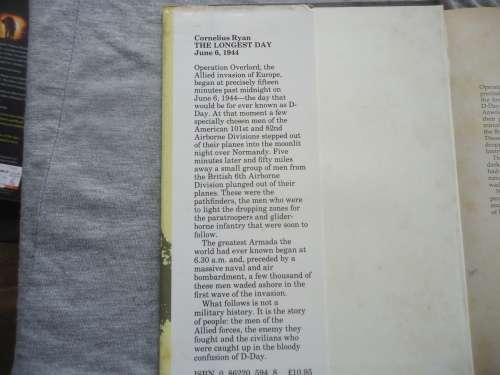 Cornelius Ryan
THE LONGEST DAY
June 6, 1944
Operation Overlord, the
Allied invasion of Europe,
began at precisely fifteen
minutes past midnight on
June 6, 1944—the day that
would be for ever known as D-
Day. At that moment a few
specially chosen men of the
American 101st and 82nd
Airborne Divisions stepped out
of their planes into the moonlit
night over Normandy. Five
minutes later and fifty miles
away a small group of men from
the British 6th Airborne
Division plunged out of their
planes. These were the
pathfinders, the men who were
to light the dropping zones for
the paratroopers and glider-
borne infantry that were soon to
follow.
The greatest Armada the
world had ever known began at
6.30 a.m. and, preceded by a
massive naval and air
bombardment, a few thousand of
these men waded ashore in the
first wave of the invasion.
What follows is not a
military history. It is the story
of people: the men of the
Allied forces, the enemy they
fought and the civilians who
were caught up in the bloody
confusion of D-Day.
ISBN 0 86220 594 8 £10.95